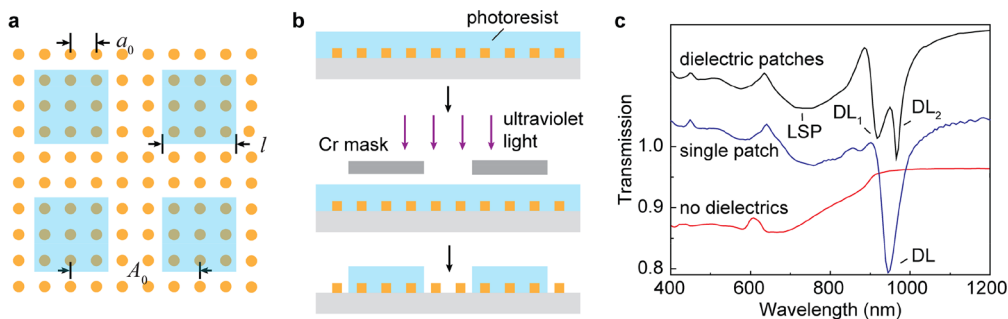 a
a₀
l
A₀
b
photoresist
ultraviolet
light
Cr mask
c
Transmission
1.0
0.9
0.8
dielectric patches
LSP
DL₁
DL₂
single patch
no dielectrics
DL
400 600 800 1000 1200
Wavelength (nm)